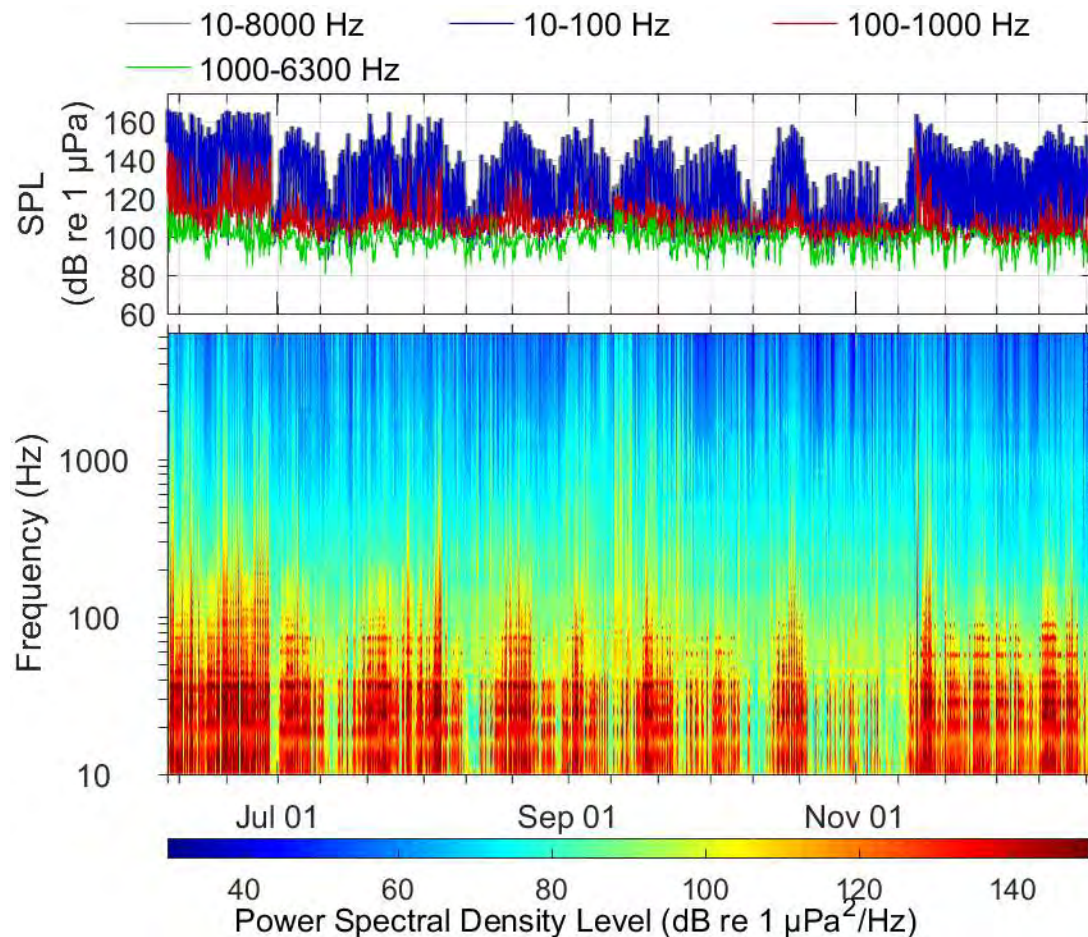 10-8000 Hz 10-100 Hz 100-1000 Hz
1000-6300 Hz
SPL
(dB re 1 µPa)
160
140
120
100
80
60
Frequency (Hz)
1000
100
10
Jul 01 Sep 01 Nov 01
40 60 80 100 120 140
Power Spectral Density Level (dB re 1 µPa²/Hz)